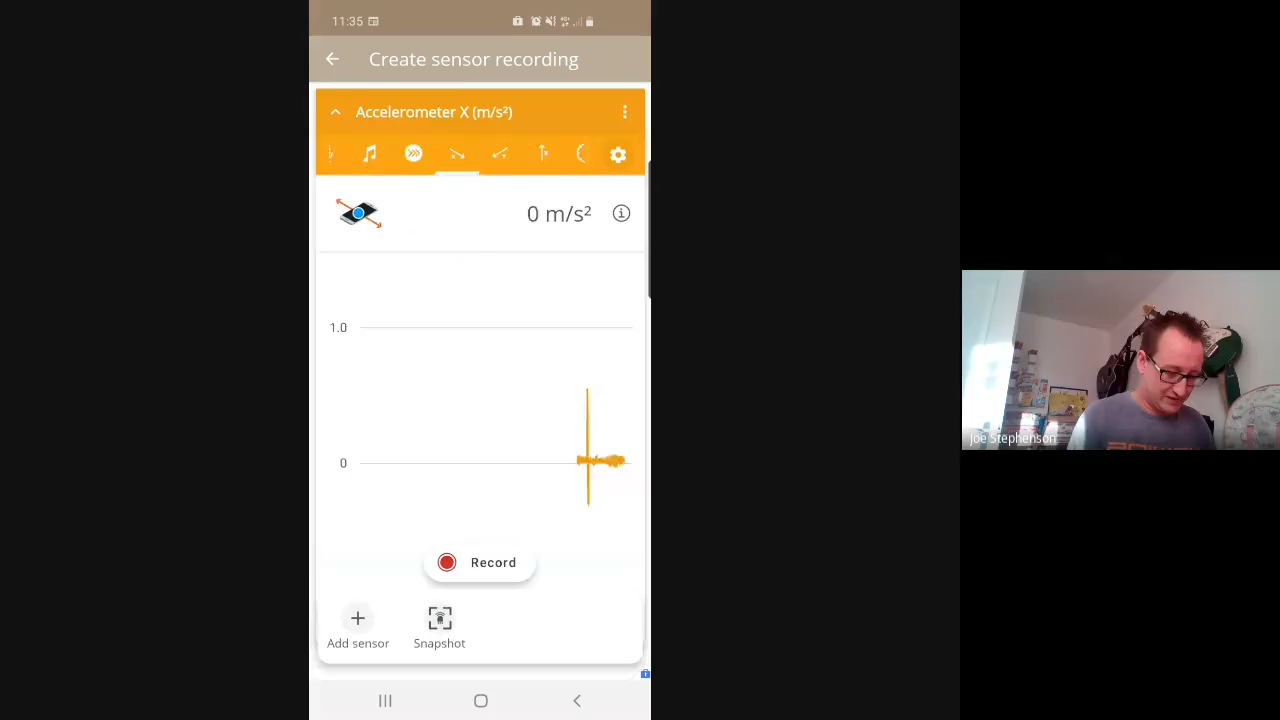 11:35
Create sensor recording
Accelerometer X (m/s²)
0 m/s²
1.0
0
Record
Add sensor
Snapshot
Joe Stephenson